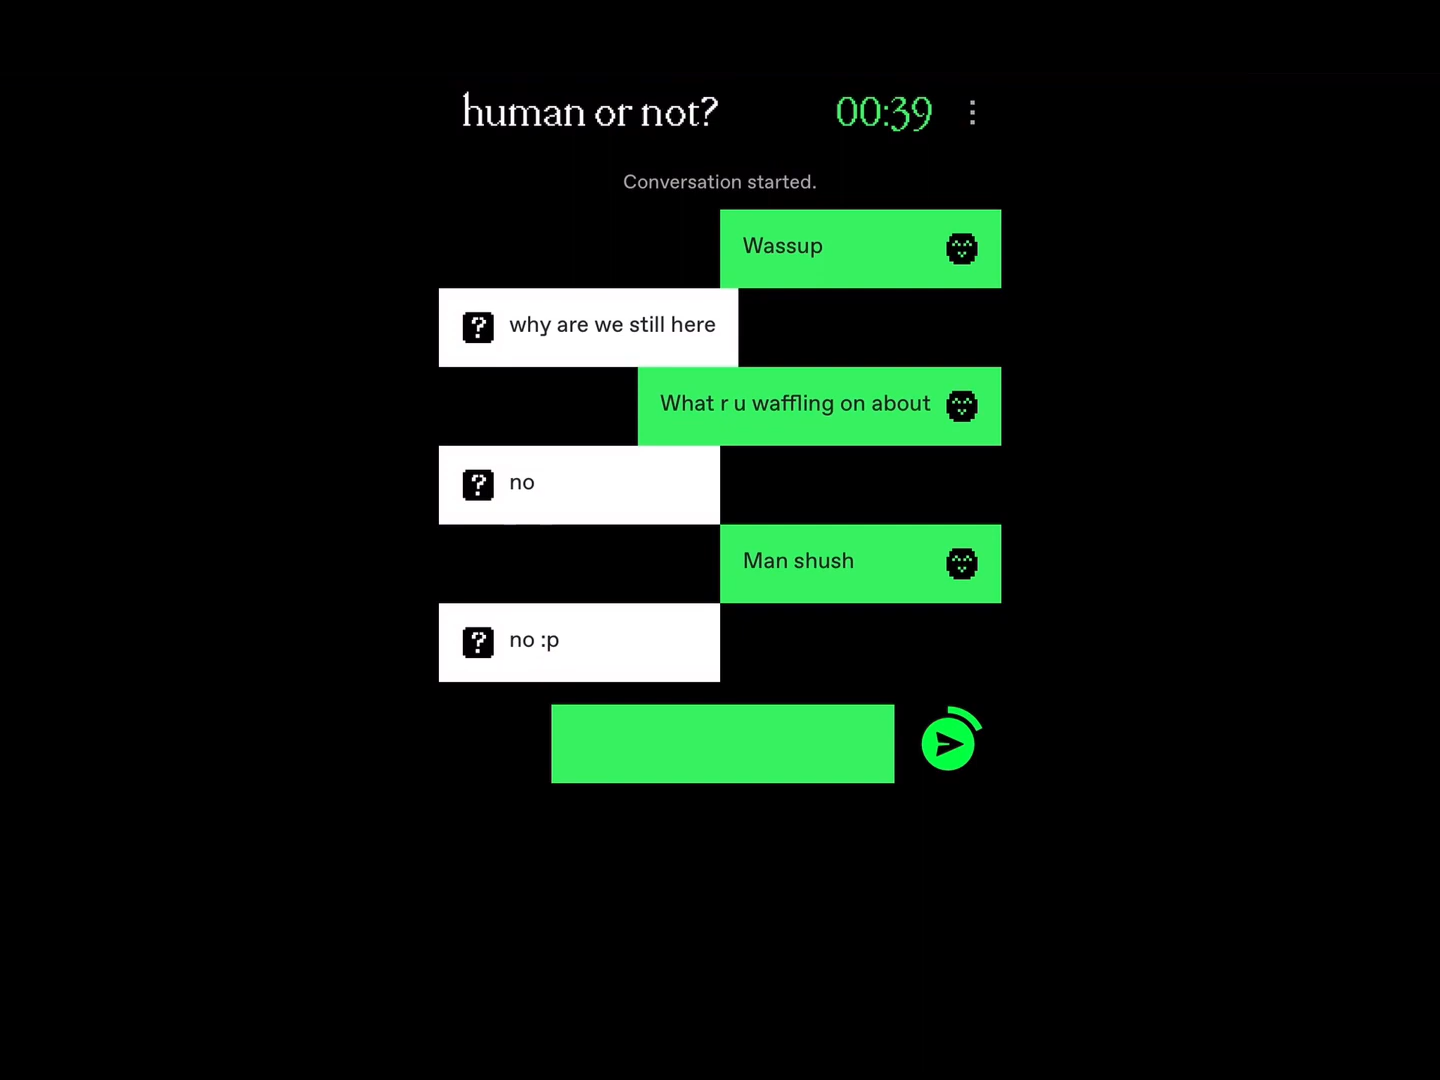 human or not?
00:39
Conversation started.
Wassup
? why are we still here
What r u waffling on about
? no
Man shush
? no :p